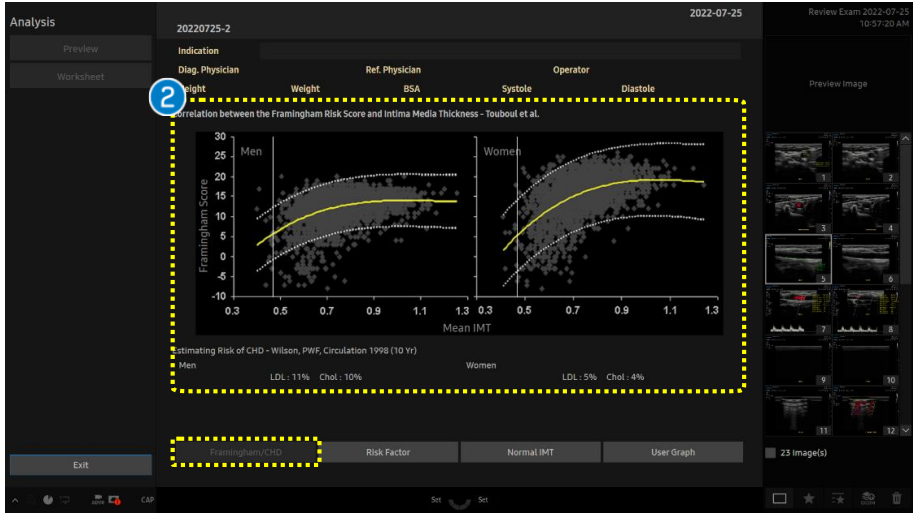 Analysis
2022-07-25
Review Exam 2022-07-25
10:57:20 AM
20220725-2
Preview
Worksheet
Indication
Diag. Physician Ref. Physician Operator
Height Weight BSA Systole Diastole
Preview Image
2
Correlation between the Framingham Risk Score and Intima Media Thickness - Touboul et al.
Men
Women
Framingham Score
30
25
20
15
10
5
0
-5
-10
0.3 0.5 0.7 0.9 1.1 1.3 0.3 0.5 0.7 0.9 1.1 1.3
Mean IMT
Estimating Risk of CHD - Wilson, PWF, Circulation 1998 (10 Yr)
Men Women
LDL : 11% Chol : 10% LDL : 5% Chol : 4%
Framingham/CHD Risk Factor Normal IMT User Graph
Exit
1 2
3 4
5 6
7 8
9 10
11 12
23 Image(s)
CAP
Set Set